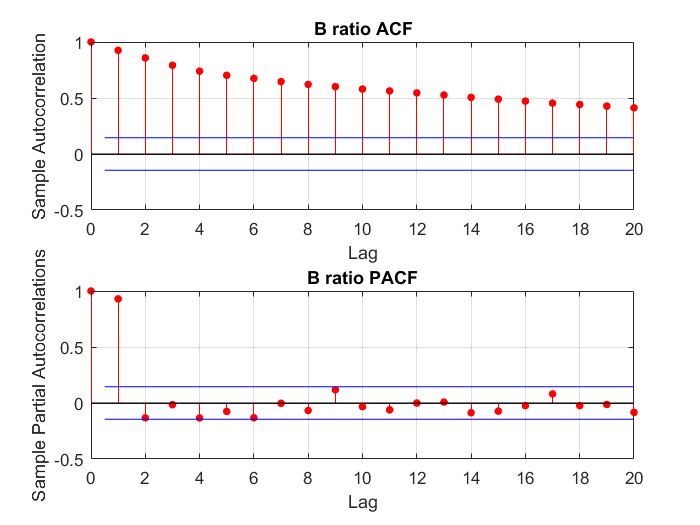 B ratio ACF
Sample Autocorrelation
1
0.5
0
-0.5
0 2 4 6 8 10 12 14 16 18 20
Lag
B ratio PACF
Sample Partial Autocorrelations
1
0.5
0
-0.5
0 2 4 6 8 10 12 14 16 18 20
Lag